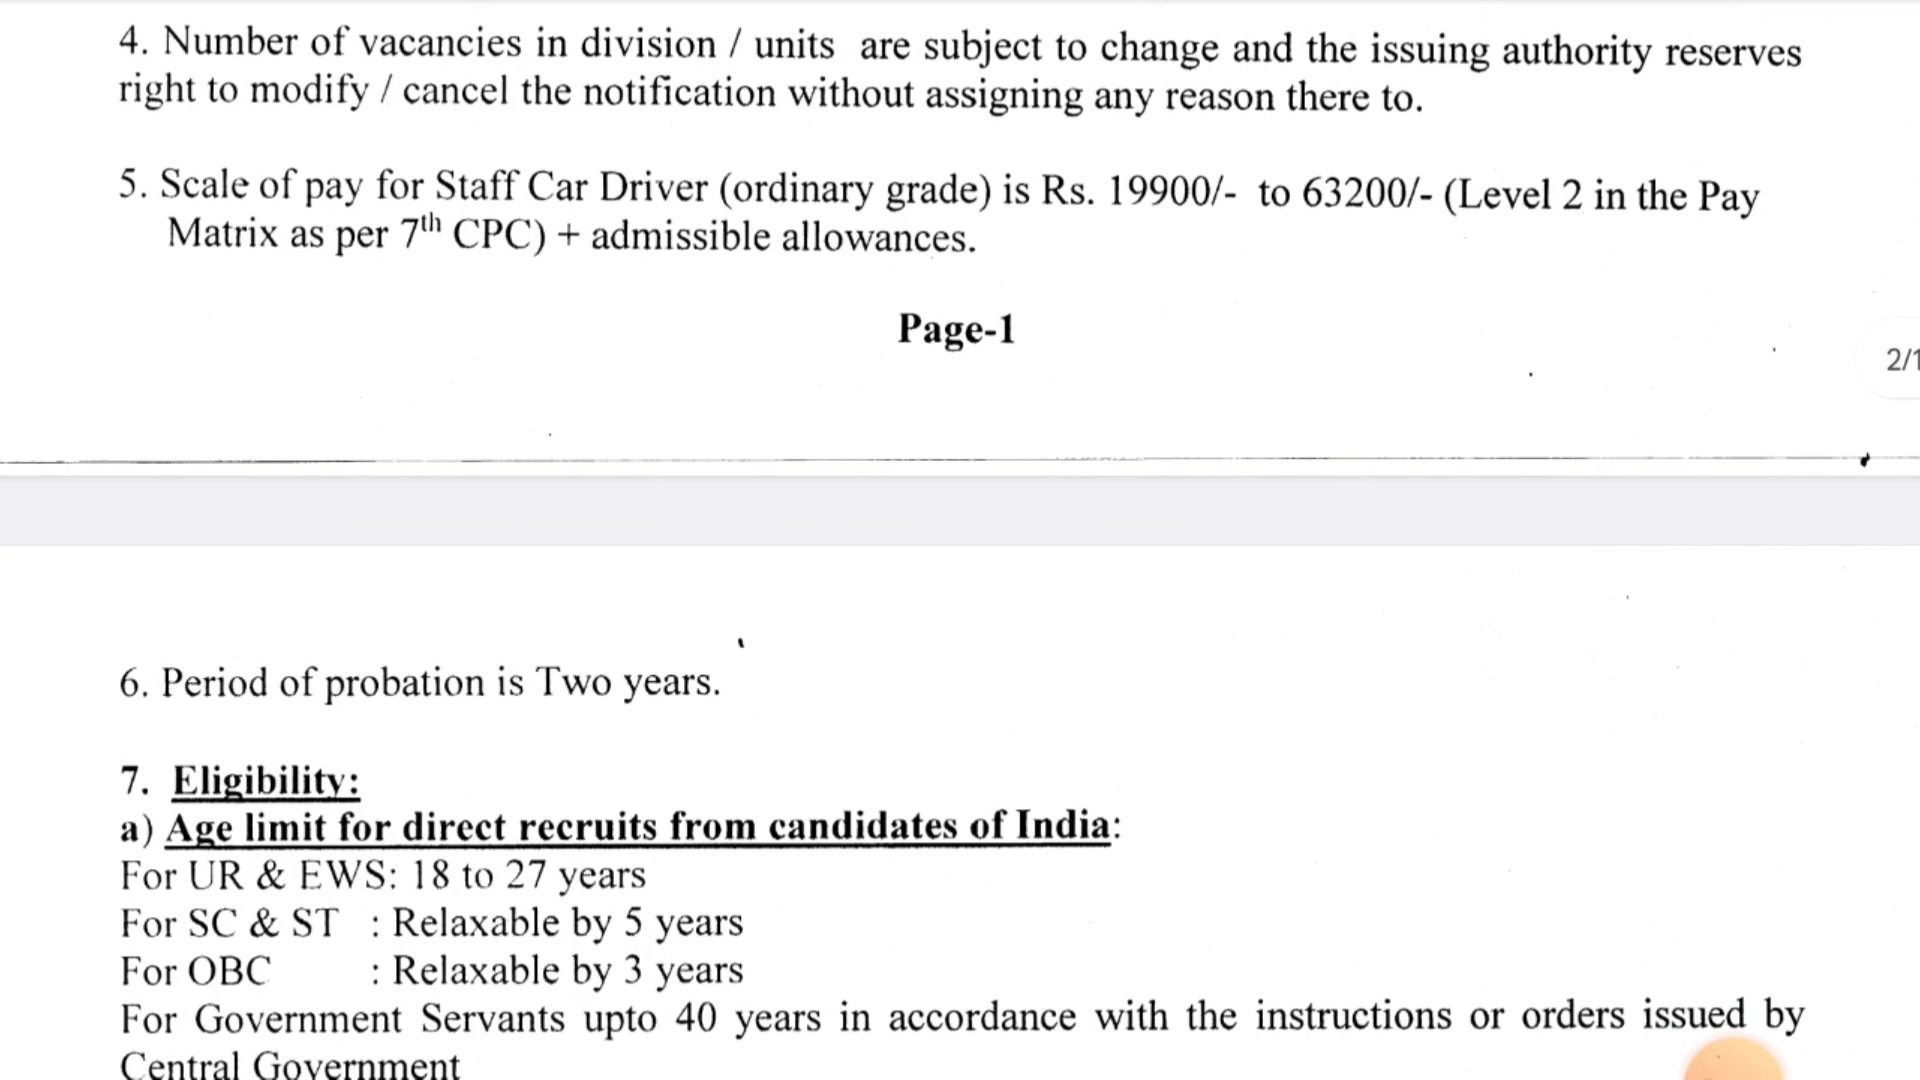 4. Number of vacancies in division / units are subject to change and the issuing authority reserves
right to modify / cancel the notification without assigning any reason there to.
5. Scale of pay for Staff Car Driver (ordinary grade) is Rs. 19900/- to 63200/- (Level 2 in the Pay
Matrix as per 7th CPC) + admissible allowances.
Page-1
2/1
6. Period of probation is Two years.
7. Eligibility:
a) Age limit for direct recruits from candidates of India:
For UR & EWS: 18 to 27 years
For SC & ST : Relaxable by 5 years
For OBC : Relaxable by 3 years
For Government Servants upto 40 years in accordance with the instructions or orders issued by
Central Government